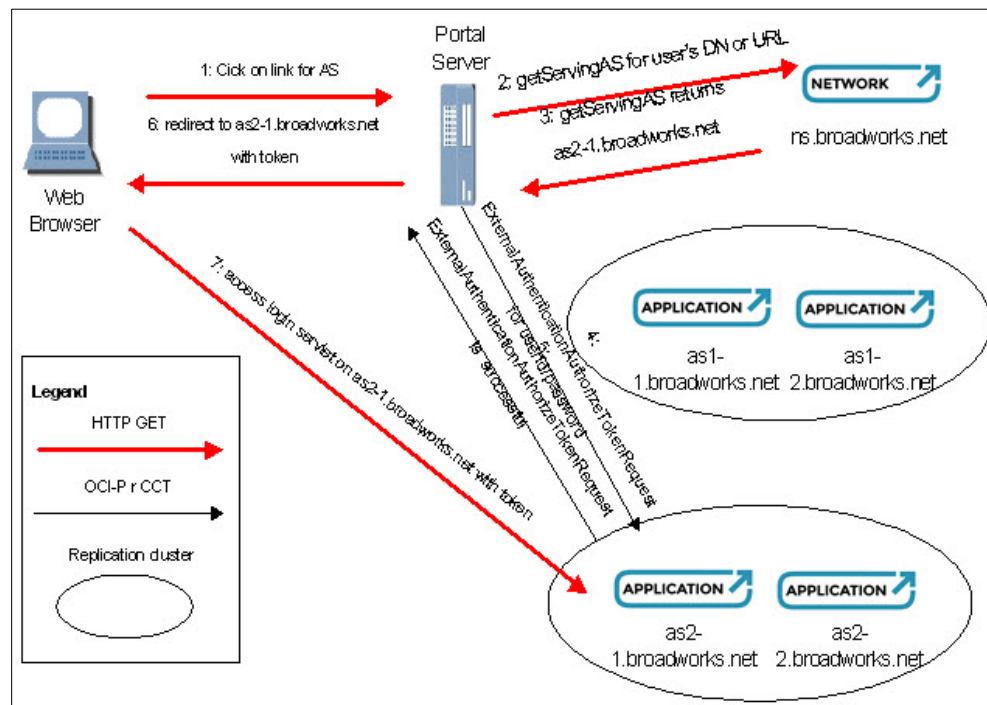 Portal
Server
1: Cick on link for AS
6: redirect to as2-1.broadworks.net
with token
2: getServingAS for user's DN or URL
3: getServingAS returns
as2-1.broadworks.net
NETWORK
ns.broadworks.net
Web
Browser
4:
ExternalAuthenticationAuthorizeTokenRequest
for user/password
5:
ExternalAuthenticationAuthorizeTokenRequest
is successful
7: access login servlet on as2-1.broadworks.net with token
APPLICATION
as1-
1.broadworks.net
APPLICATION
as1-
2.broadworks.net
Legend
HTTP GET
OCI-P r CCT
Replication cluster
APPLICATION
as2-
1.broadworks.net
APPLICATION
as2-
2.broadworks.net